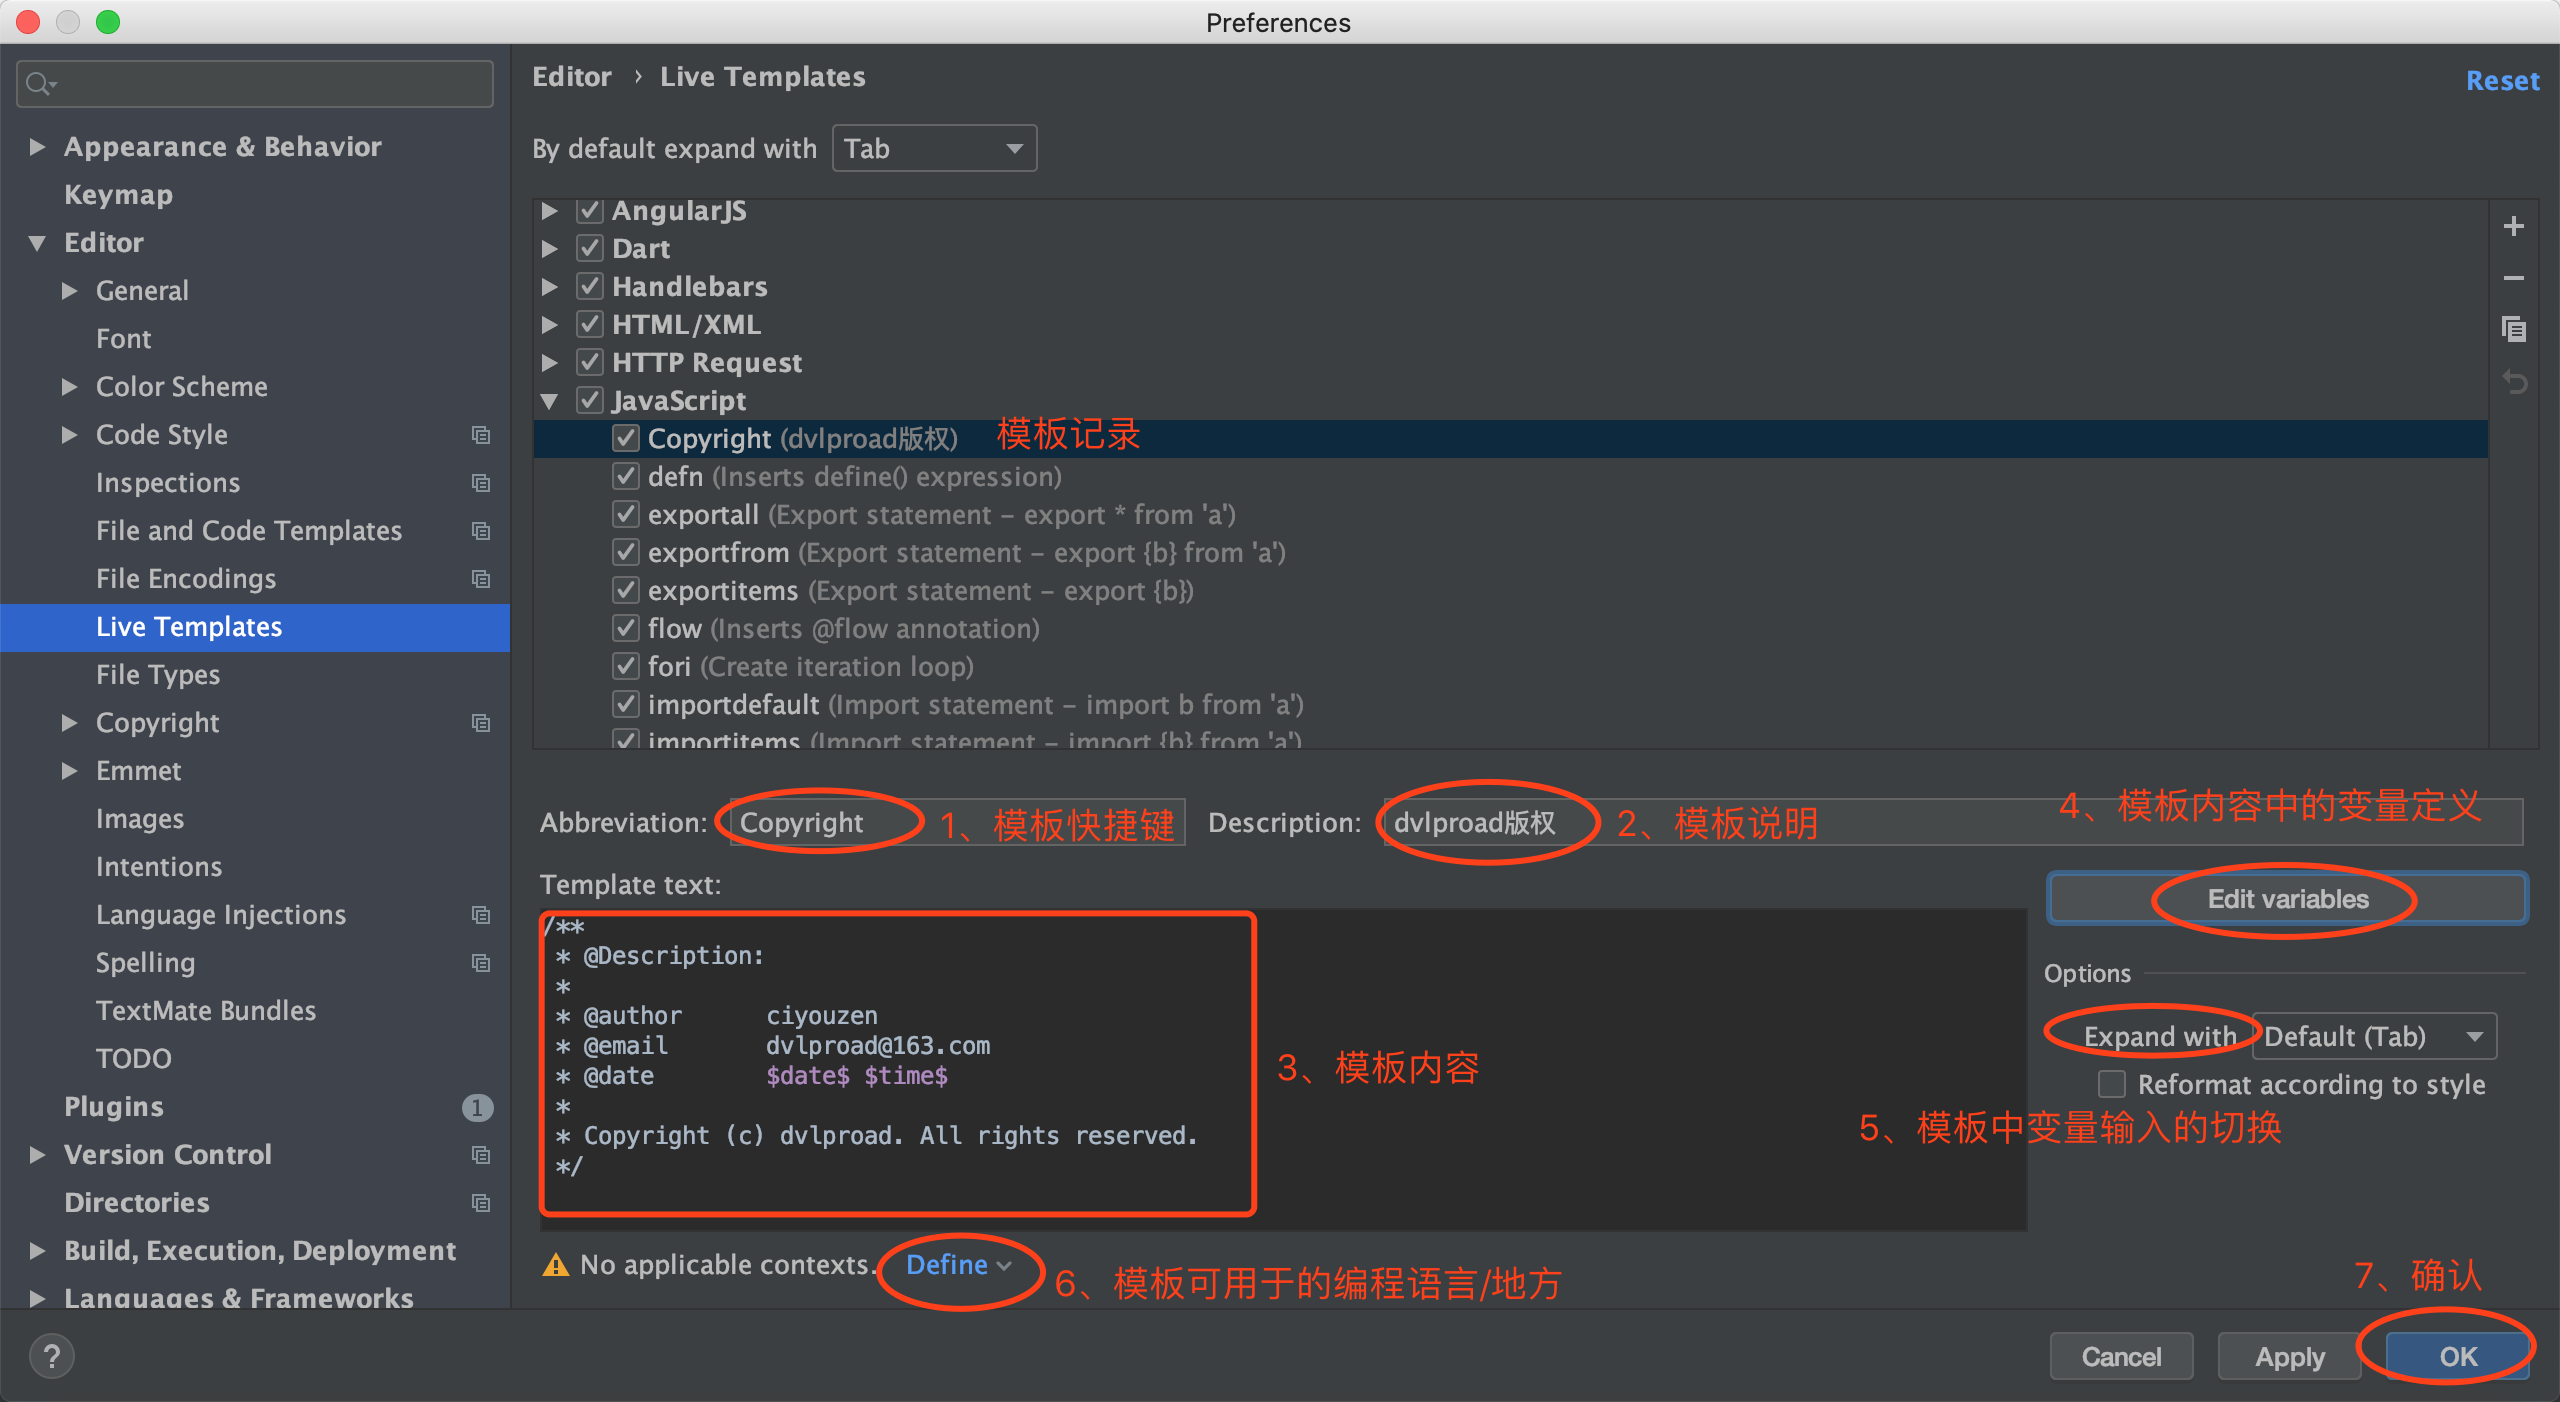 Preferences
Appearance & Behavior
Keymap
Editor
General
Font
Color Scheme
Code Style
Inspections
File and Code Templates
File Encodings
Live Templates
File Types
Copyright
Emmet
Images
Intentions
Language Injections
Spelling
TextMate Bundles
TODO
Plugins 1
Version Control
Directories
Build, Execution, Deployment
Languages & Frameworks
?
Editor › Live Templates
Reset
By default expand with Tab
AngularJS
Dart
Handlebars
HTML/XML
HTTP Request
JavaScript
Copyright (dvlproad版权) 模板记录
defn (Inserts define() expression)
exportall (Export statement – export * from 'a')
exportfrom (Export statement – export {b} from 'a')
exportitems (Export statement – export {b})
flow (Inserts @flow annotation)
fori (Create iteration loop)
importdefault (Import statement – import b from 'a')
importitems (Import statement – import {b} from 'a')
Abbreviation: Copyright 1、模板快捷键 Description: dvlproad版权 2、模板说明 4、模板内容中的变量定义
Template text:
/**
* @Description:
*
* @author ciyouzen
* @email dvlproad@163.com
* @date $date$ $time$
*
* Copyright (c) dvlproad. All rights reserved.
*/
3、模板内容
Edit variables
Options
Expand with Default (Tab)
Reformat according to style
5、模板中变量输入的切换
No applicable contexts. Define 6、模板可用于的编程语言/地方
7、确认
Cancel Apply OK